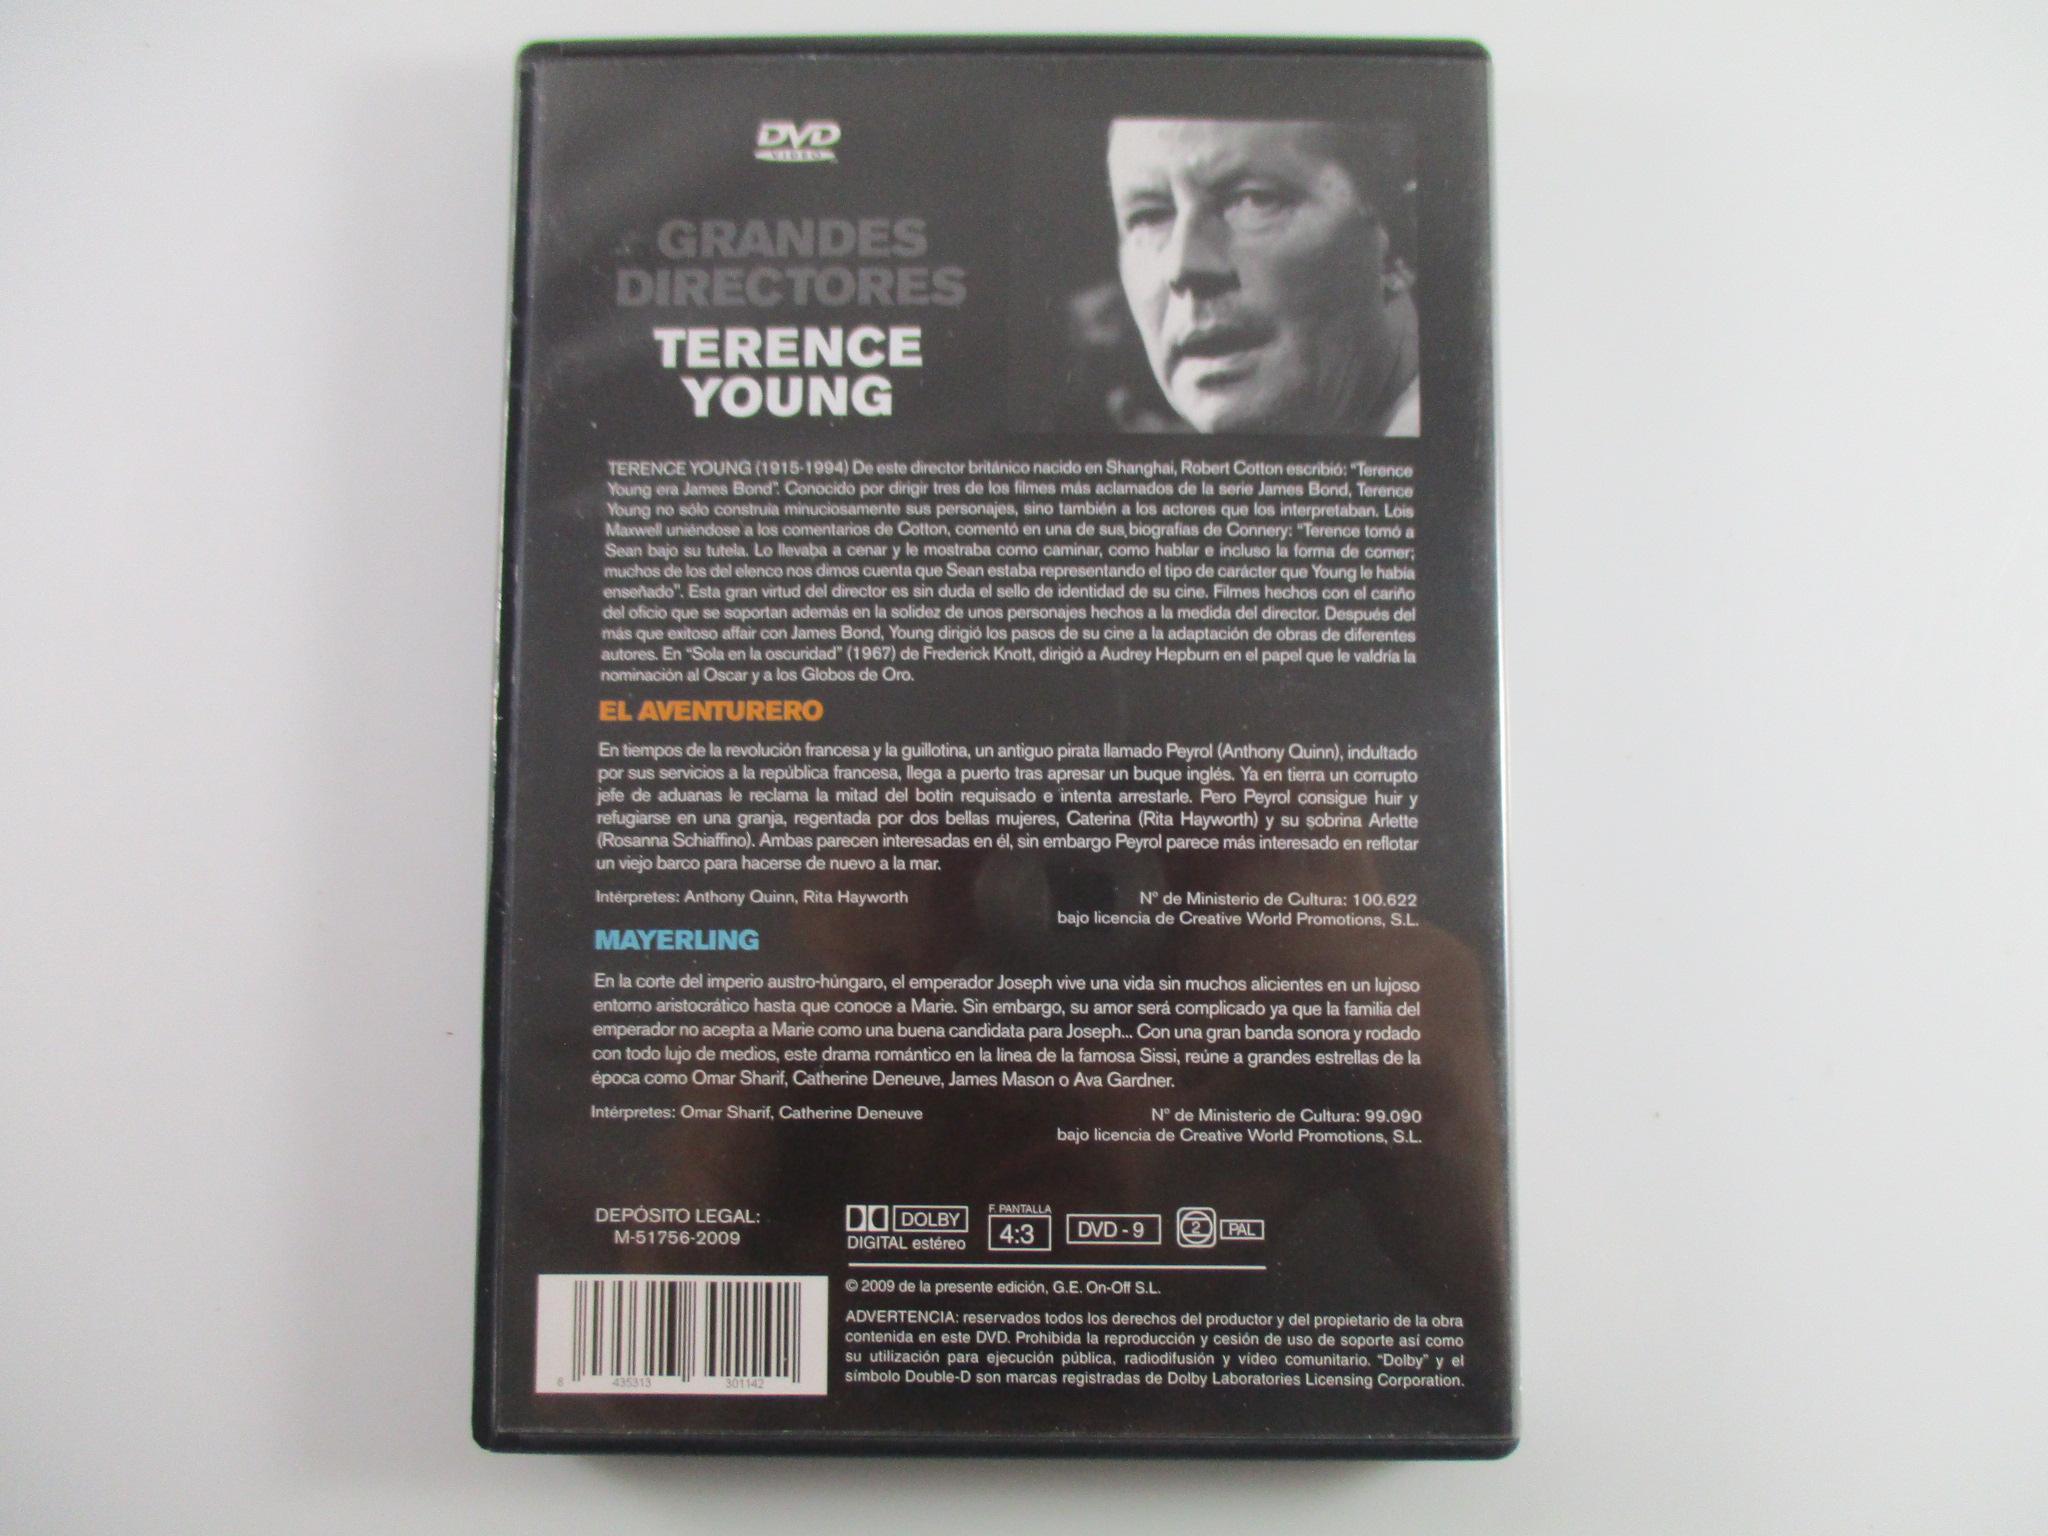 DVD
VIDEO
GRANDES
DIRECTORES
TERENCE
YOUNG
TERENCE YOUNG (1915-1994) De este director británico nacido en Shanghai, Robert Cotton escribió: “Terence
Young era James Bond”. Conocido por dirigir tres de los filmes más aclamados de la serie James Bond, Terence
Young no sólo construía minuciosamente sus personajes, sino también a los actores que los interpretaban. Lois
Maxwell uniéndose a los comentarios de Cotton, comentó en una de sus biografías de Connery: “Terence tomó a
Sean bajo su tutela. Lo llevaba a cenar y le mostraba como caminar, como hablar e incluso la forma de comer;
muchos de los del elenco nos dimos cuenta que Sean estaba representando el tipo de carácter que Young le había
enseñado”. Esta gran virtud del director es sin duda el sello de identidad de su cine. Filmes hechos con el cariño
del oficio que se soportan además en la solidez de unos personajes hechos a la medida del director. Después del
más que exitoso affair con James Bond, Young dirigió los pasos de su cine a la adaptación de obras de diferentes
autores. En “Sola en la oscuridad” (1967) de Frederick Knott, dirigió a Audrey Hepburn en el papel que le valdría la
nominación al Oscar y a los Globos de Oro.
EL AVENTURERO
En tiempos de la revolución francesa y la guillotina, un antiguo pirata llamado Peyrol (Anthony Quinn), indultado
por sus servicios a la república francesa, llega a puerto tras apresar un buque inglés. Ya en tierra un corrupto
jefe de aduanas le reclama la mitad del botín requisado e intenta arrestarle. Pero Peyrol consigue huir y
refugiarse en una granja, regentada por dos bellas mujeres, Caterina (Rita Hayworth) y su sobrina Arlette
(Rosanna Schiaffino). Ambas parecen interesadas en él, sin embargo Peyrol parece más interesado en reflotar
un viejo barco para hacerse de nuevo a la mar.
Intérpretes: Anthony Quinn, Rita Hayworth
Nº de Ministerio de Cultura: 100.622
bajo licencia de Creative World Promotions, S.L.
MAYERLING
En la corte del imperio austro-húngaro, el emperador Joseph vive una vida sin muchos alicientes en un lujoso
entorno aristocrático hasta que conoce a Marie. Sin embargo, su amor será complicado ya que la familia del
emperador no acepta a Marie como una buena candidata para Joseph... Con una gran banda sonora y rodado
con todo lujo de medios, este drama romántico en la línea de la famosa Sissi, reúne a grandes estrellas de la
época como Omar Sharif, Catherine Deneuve, James Mason o Ava Gardner.
Intérpretes: Omar Sharif, Catherine Deneuve
Nº de Ministerio de Cultura: 99.090
bajo licencia de Creative World Promotions, S.L.
DEPÓSITO LEGAL:
M-51756-2009
DOLBY
DIGITAL estéreo
F. PANTALLA
4:3
DVD - 9
2
PAL
© 2009 de la presente edición, G.E. On-Off S.L.
ADVERTENCIA: reservados todos los derechos del productor y del propietario de la obra
contenida en este DVD. Prohibida la reproducción y cesión de uso de soporte así como
su utilización para ejecución pública, radiodifusión y vídeo comunitario. “Dolby” y el
símbolo Double-D son marcas registradas de Dolby Laboratories Licensing Corporation.
8 435313 301142